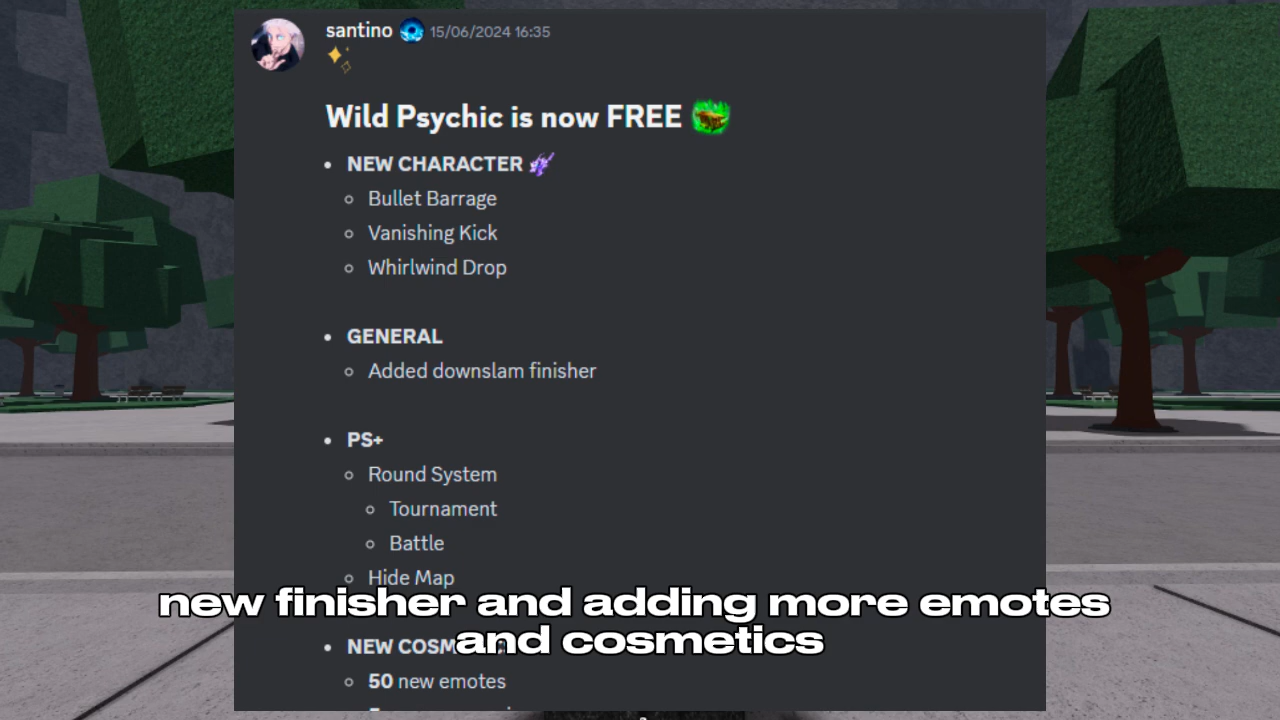 santino 15/06/2024 16:35
Wild Psychic is now FREE
NEW CHARACTER
Bullet Barrage
Vanishing Kick
Whirlwind Drop
GENERAL
Added downslam finisher
PS+
Round System
Tournament
Battle
Hide Map
new finisher and adding more emotes
and cosmetics
NEW
50 new emotes